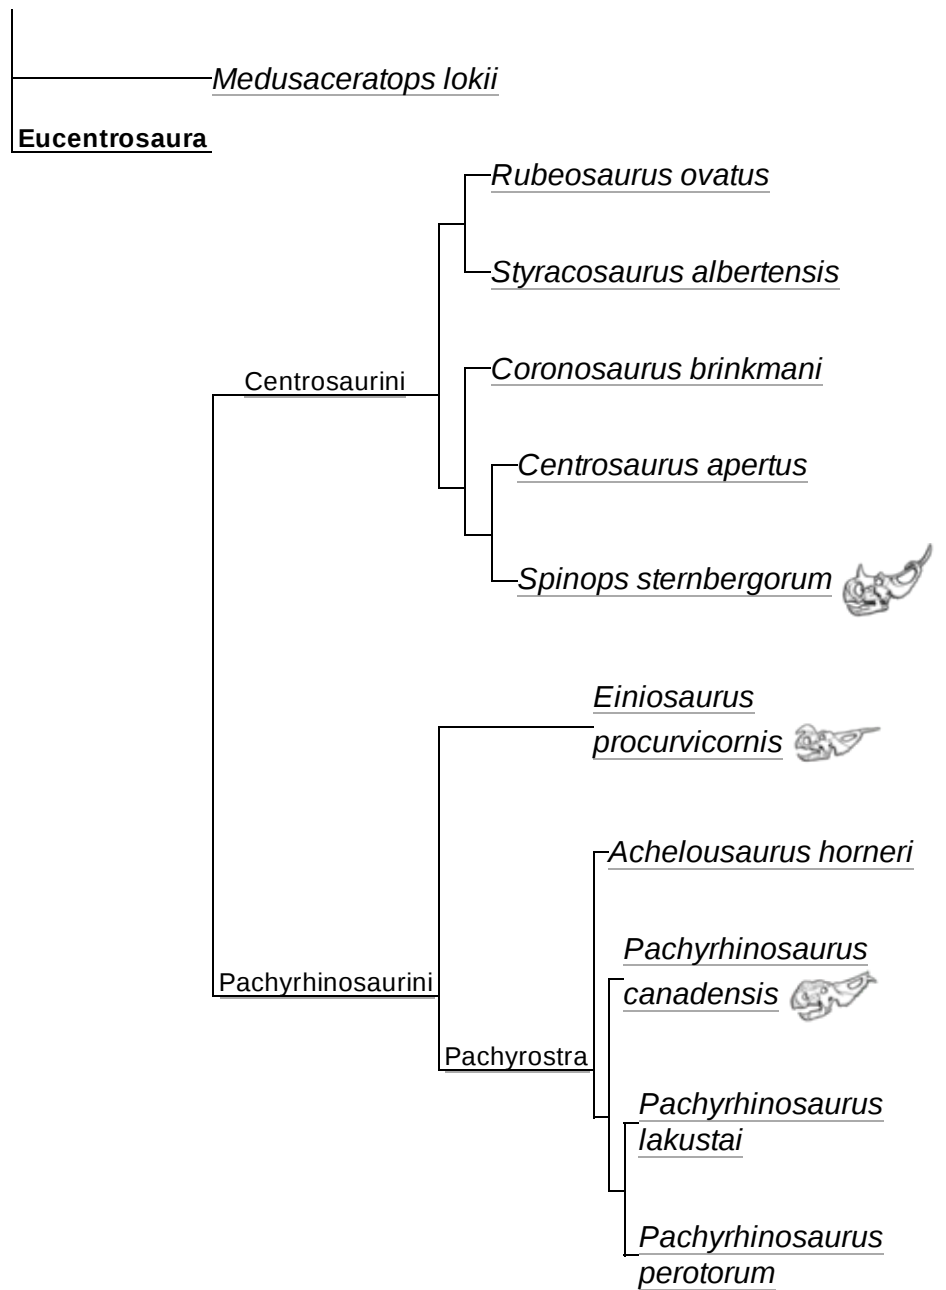 Medusaceratops lokii
Eucentrosaura
Rubeosaurus ovatus
Styracosaurus albertensis
Coronosaurus brinkmani
Centrosaurini
Centrosaurus apertus
Spinops sternbergorum
Einiosaurus
procurvicornis
Achelousaurus horneri
Pachyrhinosaurus
canadensis
Pachyrhinosaurini
Pachyrostra
Pachyrhinosaurus
lakustai
Pachyrhinosaurus
perotorum